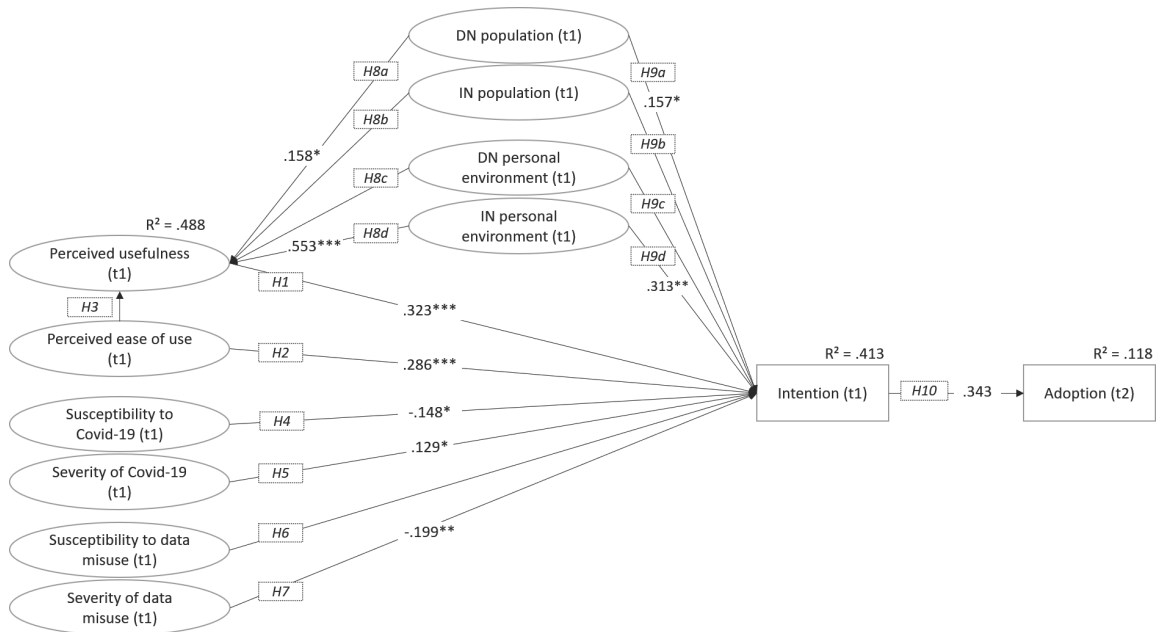 DN population (t1)
H8a
H9a
IN population (t1)
.157*
H8b
H9b
.158*
DN personal
environment (t1)
H8c
H9c
R² = .488
IN personal
environment (t1)
H8d
.553***
H9d
Perceived usefulness
(t1)
H1
.313**
H3
.323***
Perceived ease of use
(t1)
H2
.286***
R² = .413
R² = .118
Intention (t1)
H10
.343
Adoption (t2)
Susceptibility to
Covid-19 (t1)
H4
-.148*
Severity of Covid-19
(t1)
H5
.129*
Susceptibility to data
misuse (t1)
H6
-.199**
Severity of data
misuse (t1)
H7